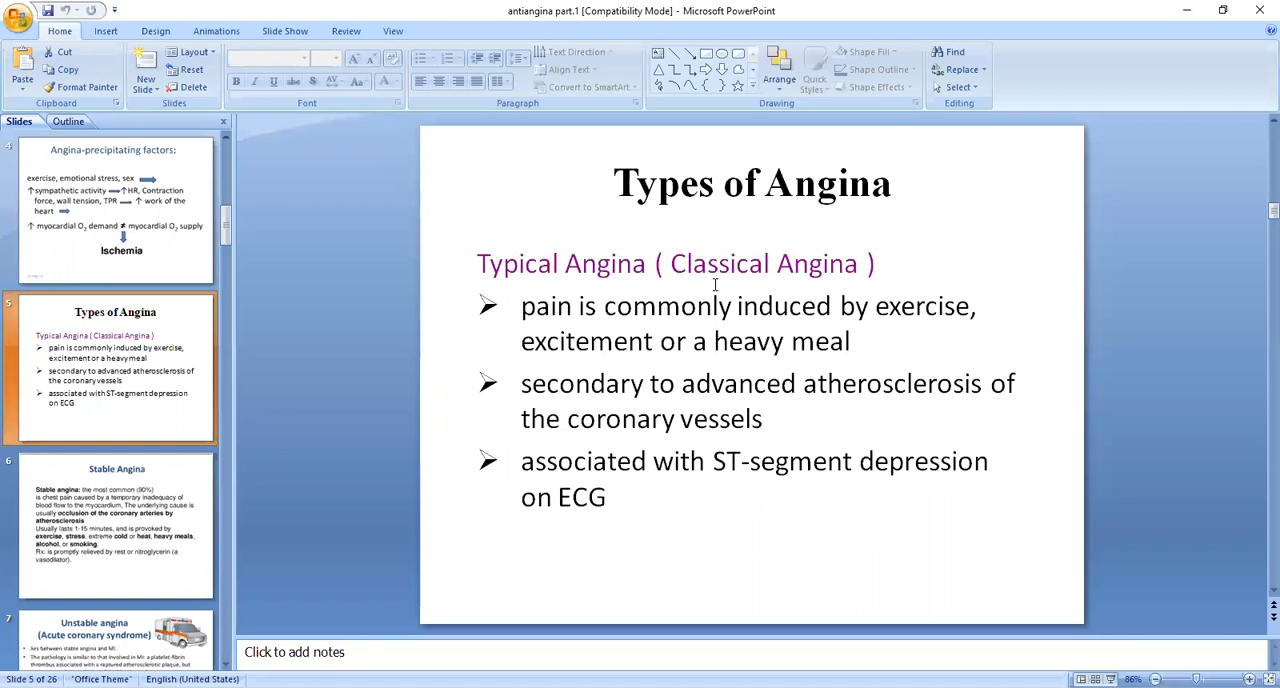 antiangina part.1 [Compatibility Mode] - Microsoft PowerPoint
Home Insert Design Animations Slide Show Review View
Paste
Cut
Copy
Format Painter
Clipboard
New Slide
Layout
Reset
Delete
Slides
B I U abc S AV Aa A
Font
Text Direction
Align Text
Convert to SmartArt
Paragraph
Arrange
Quick Styles
Shape Fill
Shape Outline
Shape Effects
Drawing
Find
Replace
Select
Editing
Slides Outline
4
Angina-precipitating factors:
exercise, emotional stress, sex
↑sympathetic activity ↑HR, Contraction
force, wall tension, TPR ↑ work of the
heart
↑ myocardial O2 demand ≠ myocardial O2 supply
Ischemia
5
Types of Angina
Typical Angina ( Classical Angina )
pain is commonly induced by exercise,
excitement or a heavy meal
secondary to advanced atherosclerosis of
the coronary vessels
associated with ST-segment depression
on ECG
6
Stable Angina
Stable angina: the most common (90%)
is chest pain caused by a temporary inadequacy of
blood flow to the myocardium. The underlying cause is
usually occlusion of the coronary arteries by
atherosclerosis
Usually lasts 1-15 minutes, and is provoked by
exercise, stress, extreme cold or heat, heavy meals,
alcohol, or smoking.
Rx: is promptly relieved by rest or nitroglycerin (a
vasodilator).
7
Unstable angina
(Acute coronary syndrome)
lies between stable angina and MI.
The pathology is similar to that involved in MI: a platelet-fibrin
thrombus associated with a ruptured atherosclerotic plaque, but
Types of Angina
Typical Angina ( Classical Angina )
pain is commonly induced by exercise,
excitement or a heavy meal
secondary to advanced atherosclerosis of
the coronary vessels
associated with ST-segment depression
on ECG
Click to add notes
Slide 5 of 26 "Office Theme" English (United States) 86%